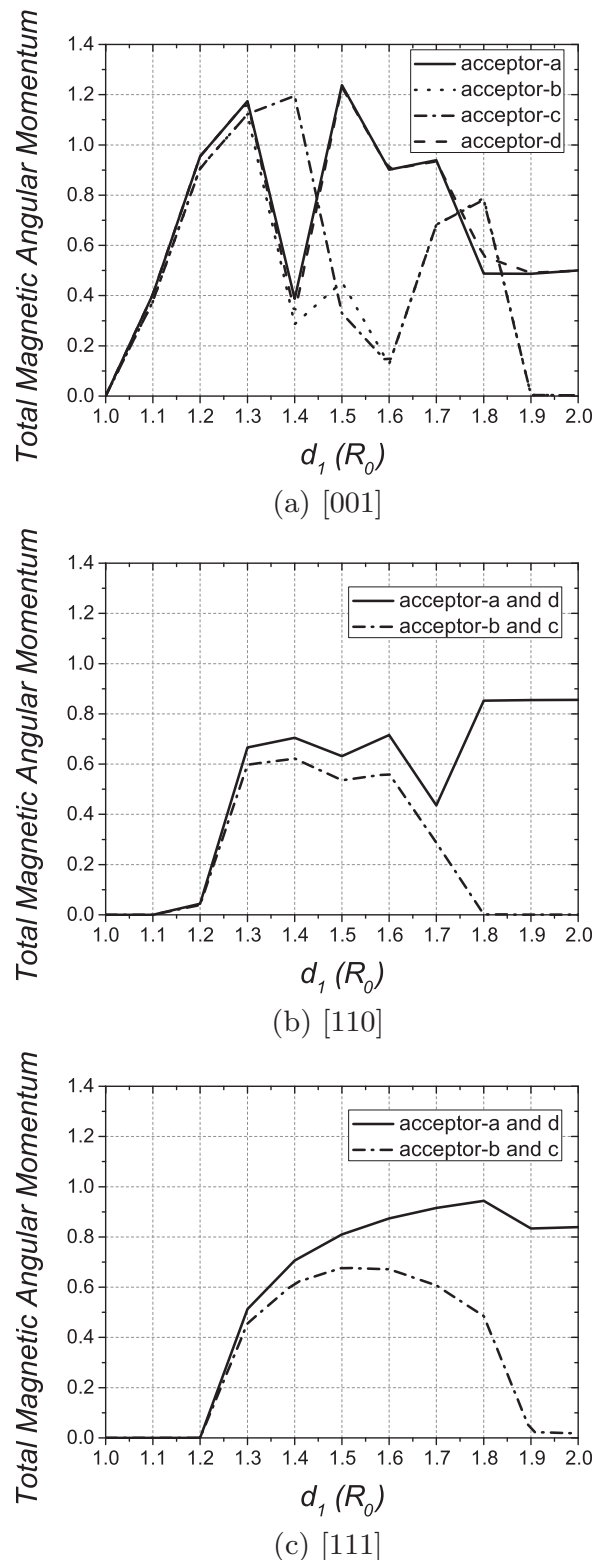 1.4
1.2
1.0
0.8
0.6
0.4
0.2
0.0
Total Magnetic Angular Momentum
acceptor-a
acceptor-b
acceptor-c
acceptor-d
1.0 1.1 1.2 1.3 1.4 1.5 1.6 1.7 1.8 1.9 2.0
d1 (R0)
(a) [001]
1.4
1.2
1.0
0.8
0.6
0.4
0.2
0.0
Total Magnetic Angular Momentum
acceptor-a and d
acceptor-b and c
1.0 1.1 1.2 1.3 1.4 1.5 1.6 1.7 1.8 1.9 2.0
d1 (R0)
(b) [110]
1.4
1.2
1.0
0.8
0.6
0.4
0.2
0.0
Total Magnetic Angular Momentum
acceptor-a and d
acceptor-b and c
1.0 1.1 1.2 1.3 1.4 1.5 1.6 1.7 1.8 1.9 2.0
d1 (R0)
(c) [111]